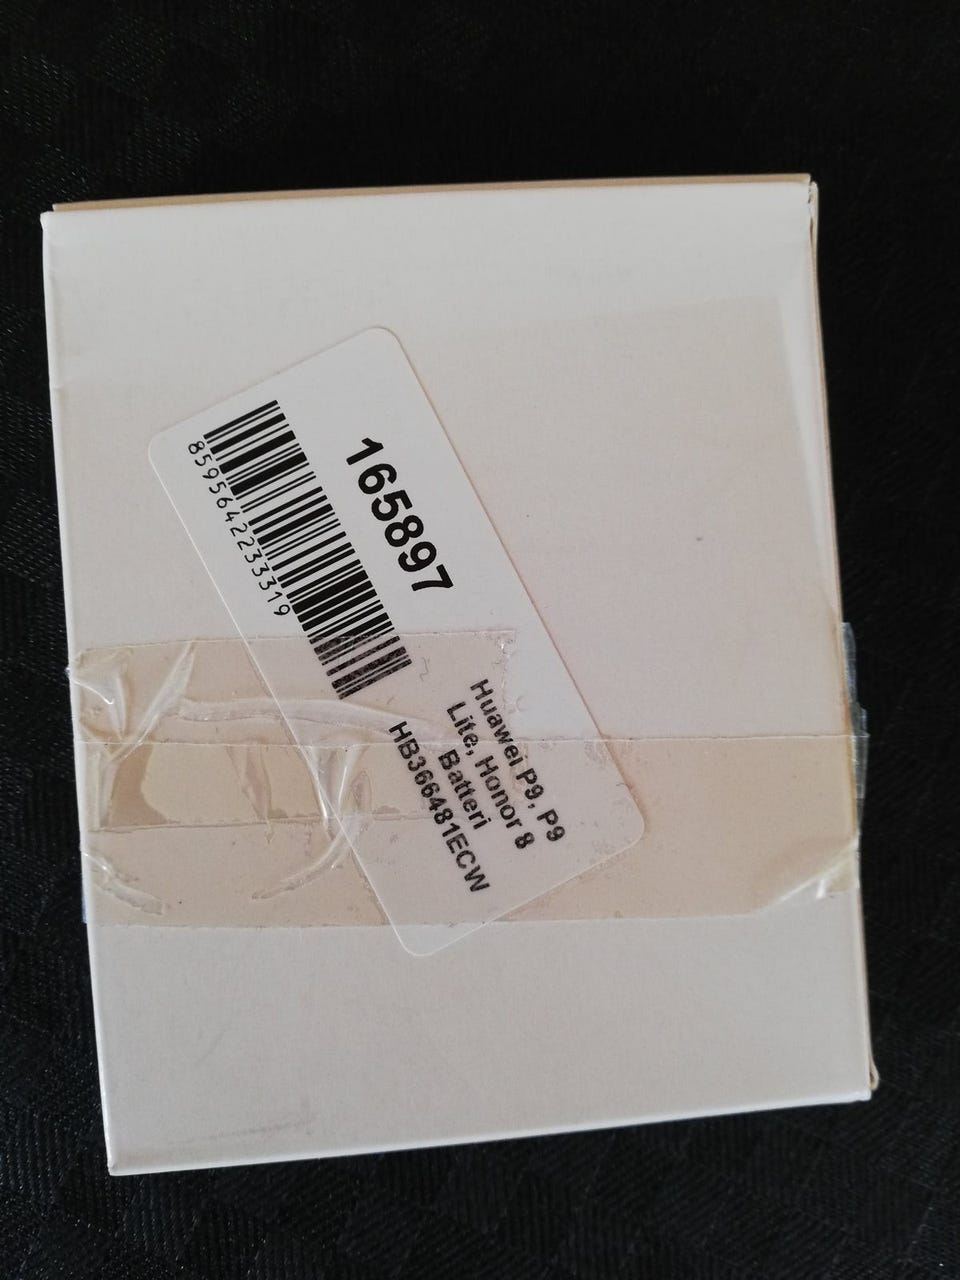 165897
8595642233319
Huawei P9, P9
Lite, Honor 8
Batteri
HB366481ECW